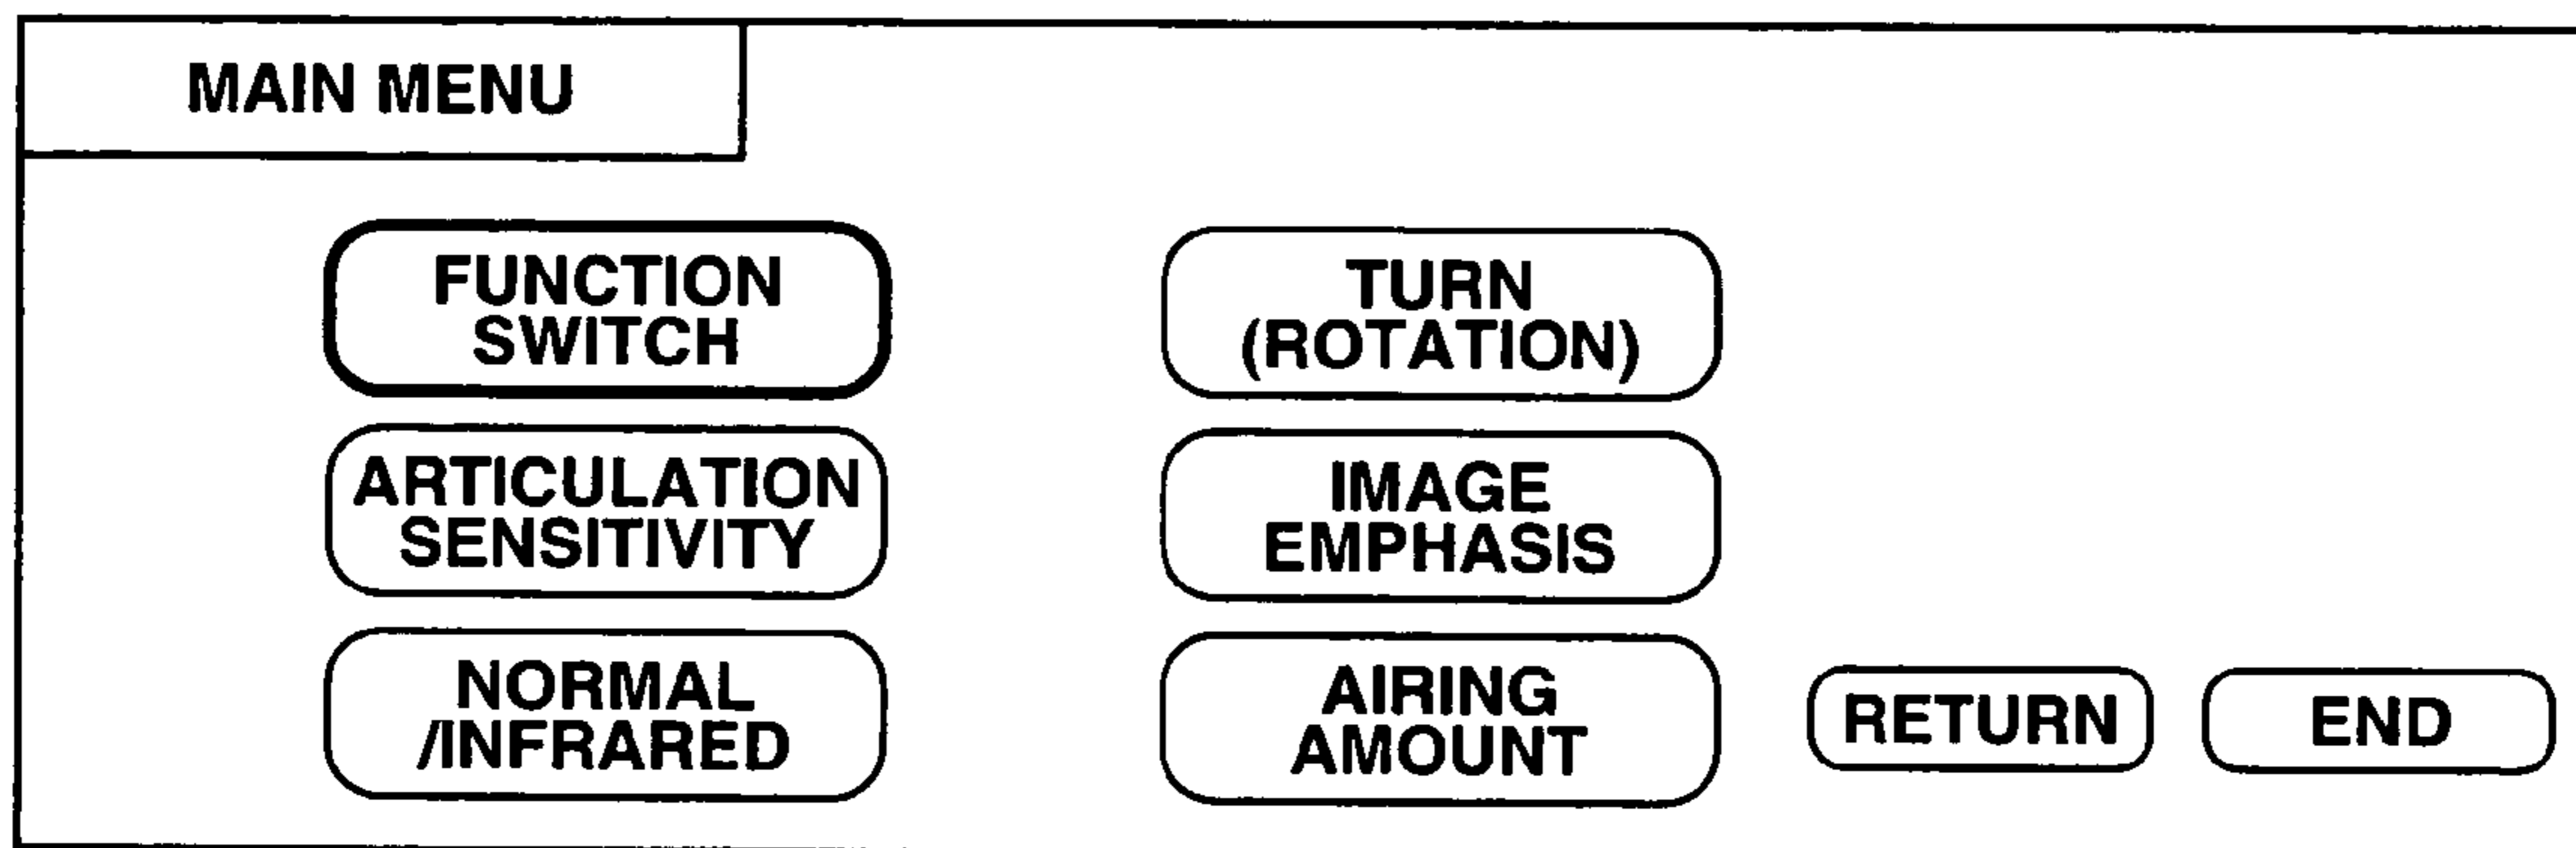 MAIN MENU
FUNCTION
SWITCH
TURN
(ROTATION)
ARTICULATION
SENSITIVITY
IMAGE
EMPHASIS
NORMAL
/INFRARED
AIRING
AMOUNT
RETURN
END